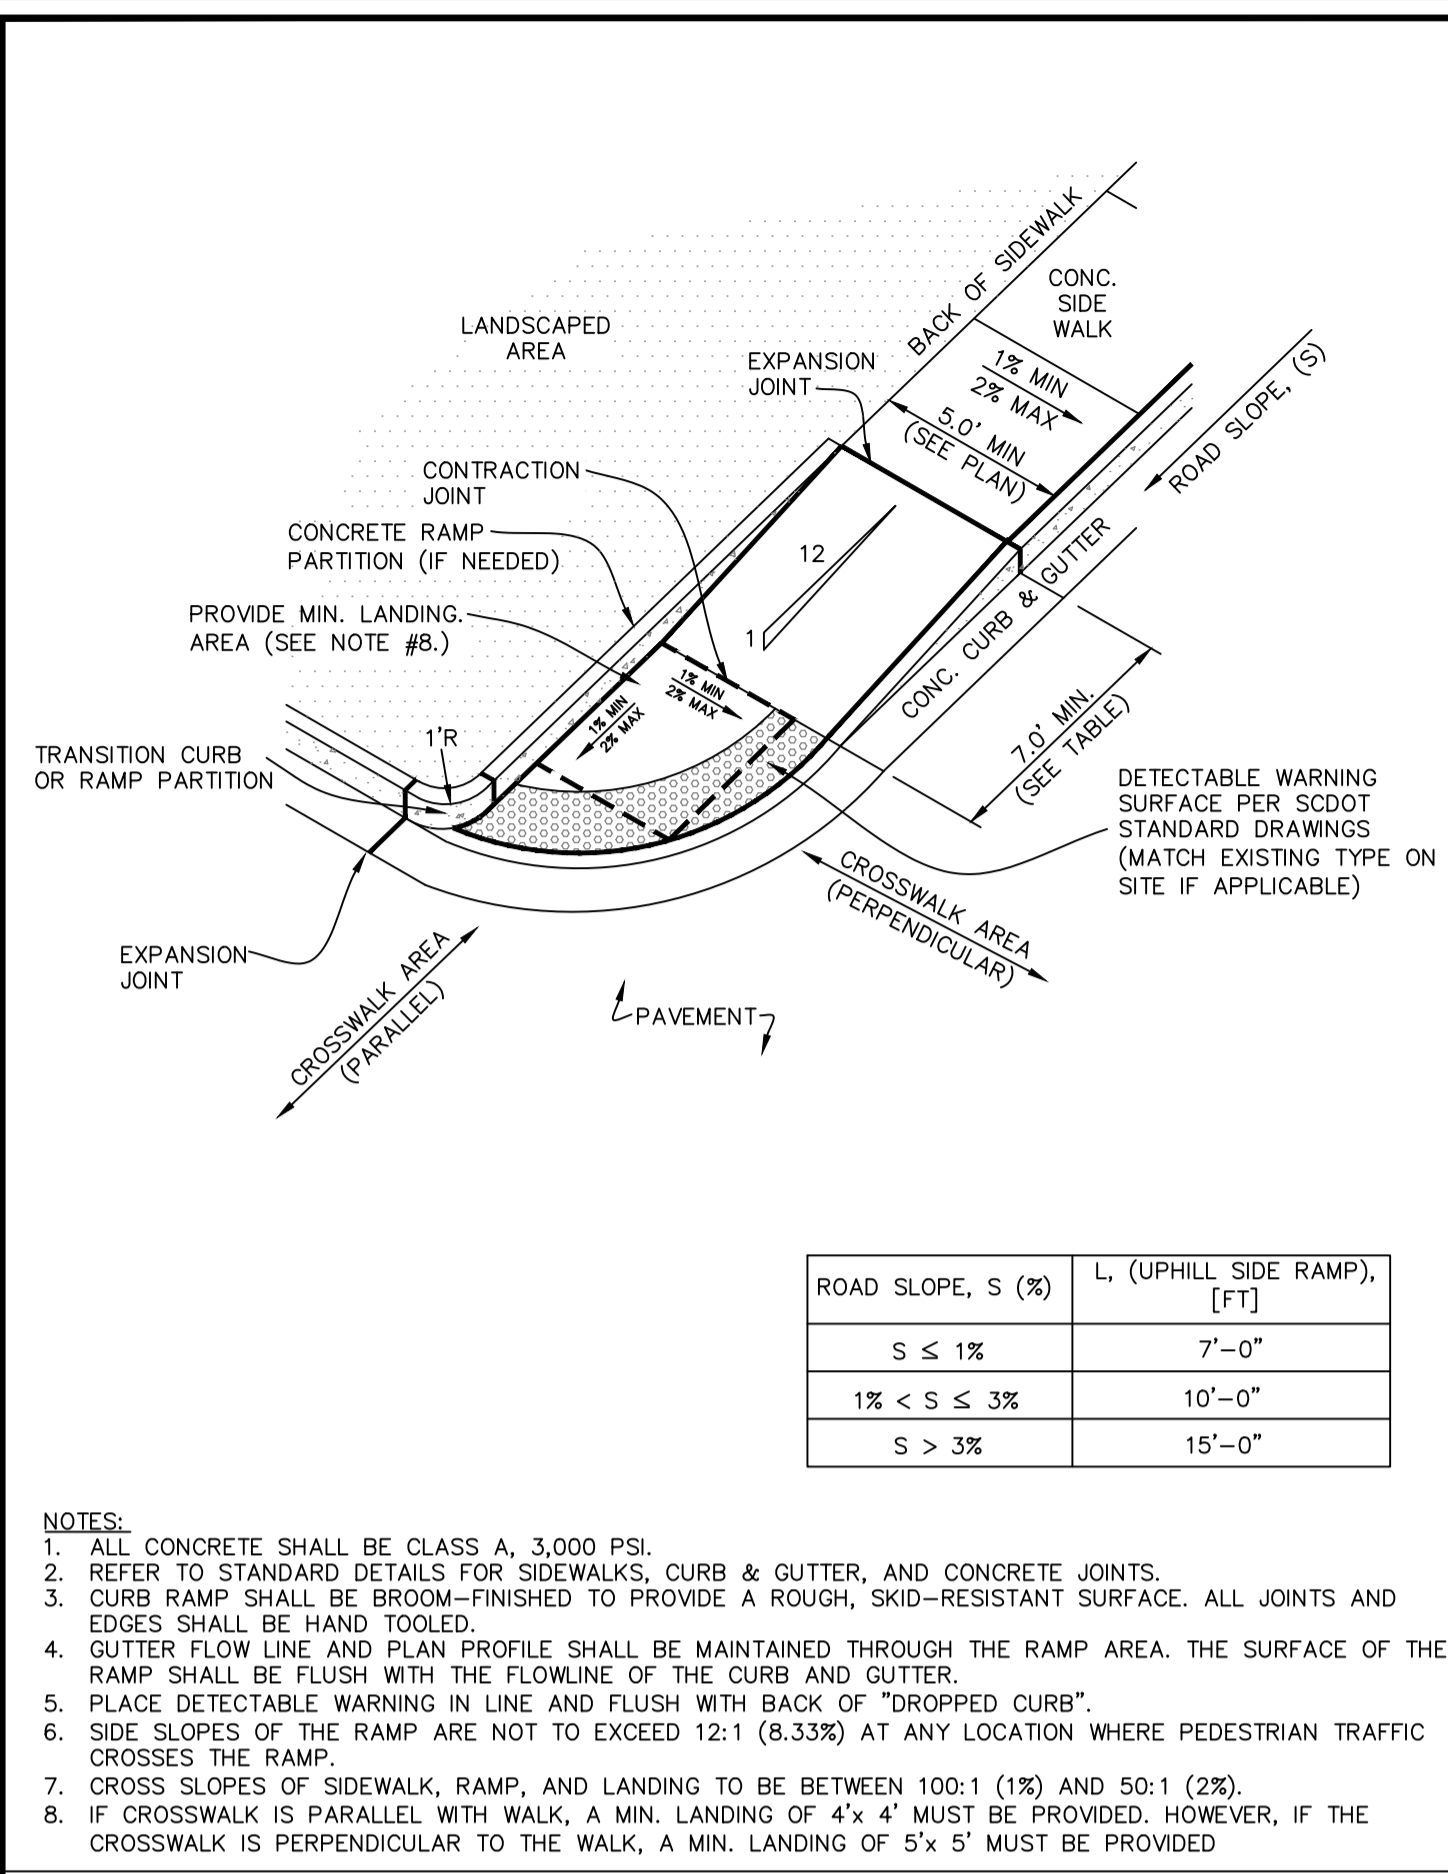 BACK OF SIDEWALK
CONC.
SIDE
WALK
LANDSCAPED
AREA
EXPANSION
JOINT
1% MIN
2% MAX
5.0' MIN
(SEE PLAN)
ROAD SLOPE, (S)
CONTRACTION
JOINT
CONCRETE RAMP
PARTITION (IF NEEDED)
12
1
PROVIDE MIN. LANDING.
AREA (SEE NOTE #8.)
CONC. CURB & GUTTER
1% MIN
2% MAX
1% MIN
2% MAX
7.0' MIN.
(SEE TABLE)
1'R
TRANSITION CURB
OR RAMP PARTITION
DETECTABLE WARNING
SURFACE PER SCDOT
STANDARD DRAWINGS
(MATCH EXISTING TYPE ON
SITE IF APPLICABLE)
CROSSWALK AREA
(PERPENDICULAR)
EXPANSION
JOINT
CROSSWALK AREA
(PARALLEL)
PAVEMENT
ROAD SLOPE, S (%)
L, (UPHILL SIDE RAMP),
[FT]
S ≤ 1%
7'–0"
1% < S ≤ 3%
10'–0"
S > 3%
15'–0"
NOTES:
1. ALL CONCRETE SHALL BE CLASS A, 3,000 PSI.
2. REFER TO STANDARD DETAILS FOR SIDEWALKS, CURB & GUTTER, AND CONCRETE JOINTS.
3. CURB RAMP SHALL BE BROOM–FINISHED TO PROVIDE A ROUGH, SKID–RESISTANT SURFACE. ALL JOINTS AND
EDGES SHALL BE HAND TOOLED.
4. GUTTER FLOW LINE AND PLAN PROFILE SHALL BE MAINTAINED THROUGH THE RAMP AREA. THE SURFACE OF THE
RAMP SHALL BE FLUSH WITH THE FLOWLINE OF THE CURB AND GUTTER.
5. PLACE DETECTABLE WARNING IN LINE AND FLUSH WITH BACK OF "DROPPED CURB".
6. SIDE SLOPES OF THE RAMP ARE NOT TO EXCEED 12:1 (8.33%) AT ANY LOCATION WHERE PEDESTRIAN TRAFFIC
CROSSES THE RAMP.
7. CROSS SLOPES OF SIDEWALK, RAMP, AND LANDING TO BE BETWEEN 100:1 (1%) AND 50:1 (2%).
8. IF CROSSWALK IS PARALLEL WITH WALK, A MIN. LANDING OF 4'x 4' MUST BE PROVIDED. HOWEVER, IF THE
CROSSWALK IS PERPENDICULAR TO THE WALK, A MIN. LANDING OF 5'x 5' MUST BE PROVIDED